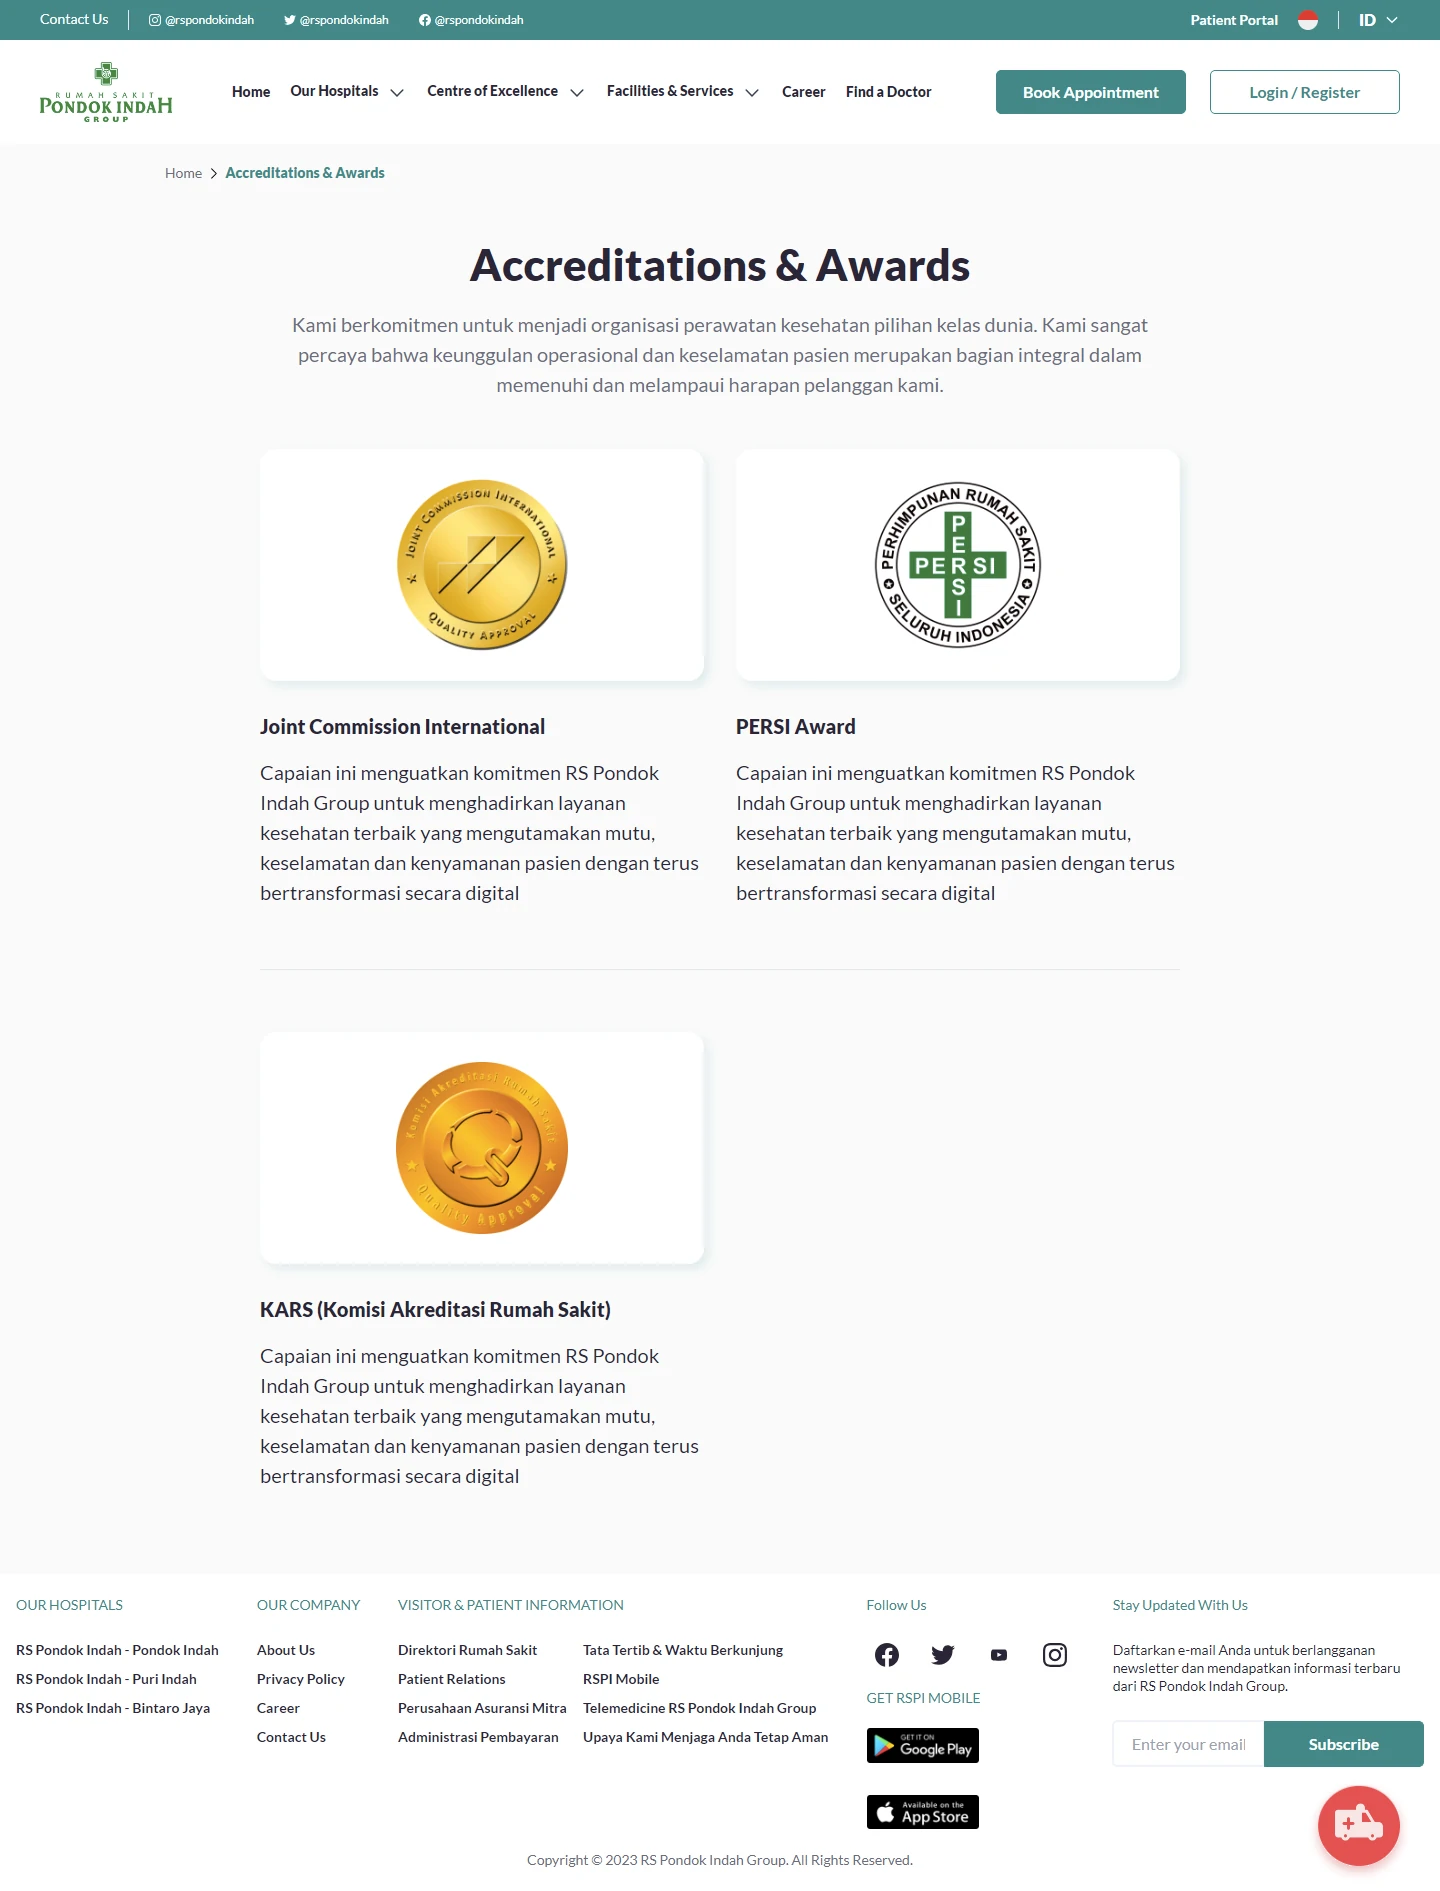 Contact Us
@rspondokindah
@rspondokindah
@rspondokindah
Patient Portal
ID
RUMAH SAKIT
PONDOK INDAH
GROUP
Home
Our Hospitals
Centre of Excellence
Facilities & Services
Career
Find a Doctor
Book Appointment
Login / Register
Home
Accreditations & Awards
Accreditations & Awards
Kami berkomitmen untuk menjadi organisasi perawatan kesehatan pilihan kelas dunia. Kami sangat
percaya bahwa keunggulan operasional dan keselamatan pasien merupakan bagian integral dalam
memenuhi dan melampaui harapan pelanggan kami.
JOINT COMMISSION INTERNATIONAL
QUALITY APPROVAL
PERHIMPUNAN RUMAH SAKIT
PERSI
PERSI
SELURUH INDONESIA
Joint Commission International
Capaian ini menguatkan komitmen RS Pondok
Indah Group untuk menghadirkan layanan
kesehatan terbaik yang mengutamakan mutu,
keselamatan dan kenyamanan pasien dengan terus
bertransformasi secara digital
PERSI Award
Capaian ini menguatkan komitmen RS Pondok
Indah Group untuk menghadirkan layanan
kesehatan terbaik yang mengutamakan mutu,
keselamatan dan kenyamanan pasien dengan terus
bertransformasi secara digital
Komisi Akreditasi Rumah Sakit
Quality Approval
KARS (Komisi Akreditasi Rumah Sakit)
Capaian ini menguatkan komitmen RS Pondok
Indah Group untuk menghadirkan layanan
kesehatan terbaik yang mengutamakan mutu,
keselamatan dan kenyamanan pasien dengan terus
bertransformasi secara digital
OUR HOSPITALS
RS Pondok Indah - Pondok Indah
RS Pondok Indah - Puri Indah
RS Pondok Indah - Bintaro Jaya
OUR COMPANY
About Us
Privacy Policy
Career
Contact Us
VISITOR & PATIENT INFORMATION
Direktori Rumah Sakit
Patient Relations
Perusahaan Asuransi Mitra
Administrasi Pembayaran
Tata Tertib & Waktu Berkunjung
RSPI Mobile
Telemedicine RS Pondok Indah Group
Upaya Kami Menjaga Anda Tetap Aman
Follow Us
GET RSPI MOBILE
GET IT ON
Google Play
Available on the
App Store
Stay Updated With Us
Daftarkan e-mail Anda untuk berlangganan
newsletter dan mendapatkan informasi terbaru
dari RS Pondok Indah Group.
Enter your email
Subscribe
Copyright © 2023 RS Pondok Indah Group. All Rights Reserved.